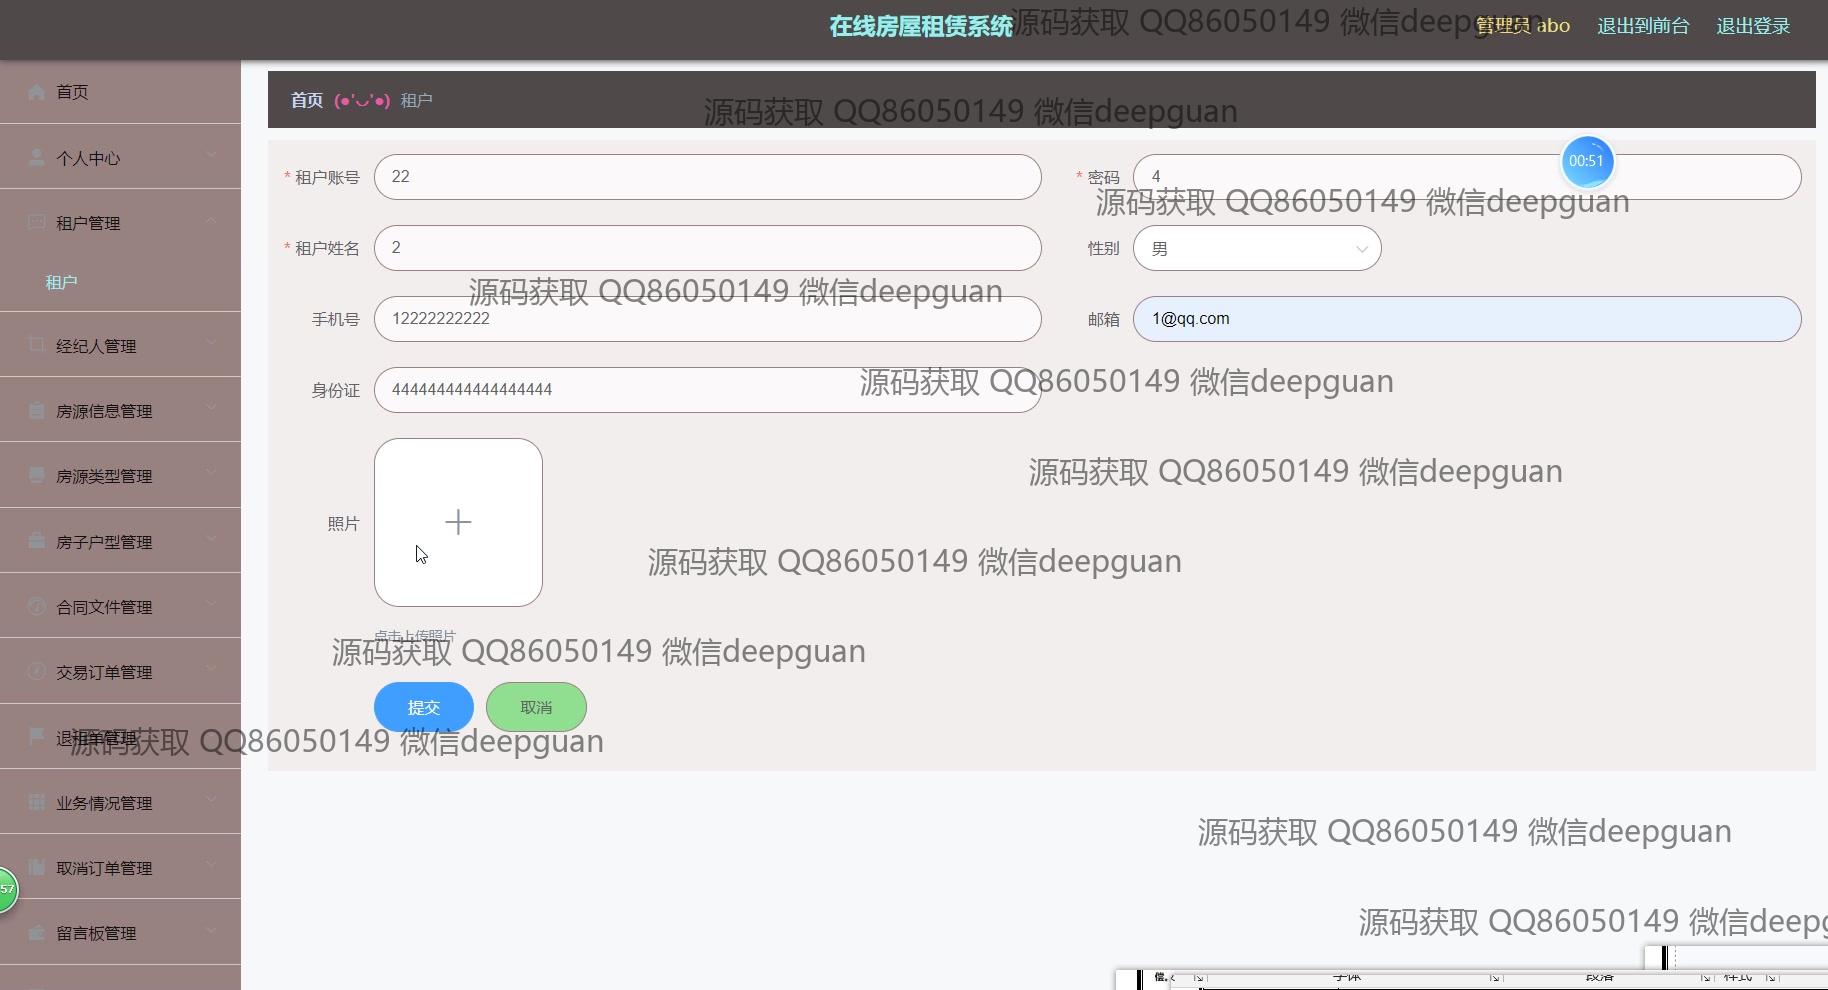 在线房屋租赁系统
源码获取 QQ86050149 微信deepguan
管理员 abo
退出到前台
退出登录
首页
个人中心
租户管理
租户
经纪人管理
房源信息管理
房源类型管理
房子户型管理
合同文件管理
交易订单管理
退租单管理
业务情况管理
取消订单管理
留言板管理
57
首页 (●'◡'●) 租户
源码获取 QQ86050149 微信deepguan
00:51
* 租户账号 22
* 密码 4
源码获取 QQ86050149 微信deepguan
* 租户姓名 2
性别 男
源码获取 QQ86050149 微信deepguan
手机号 12222222222
邮箱 1@qq.com
身份证 444444444444444444
源码获取 QQ86050149 微信deepguan
源码获取 QQ86050149 微信deepguan
照片
源码获取 QQ86050149 微信deepguan
点击上传照片
源码获取 QQ86050149 微信deepguan
提交
取消
源码获取 QQ86050149 微信deepguan
源码获取 QQ86050149 微信deepguan
源码获取 QQ86050149 微信deepg
字体
段落
样式